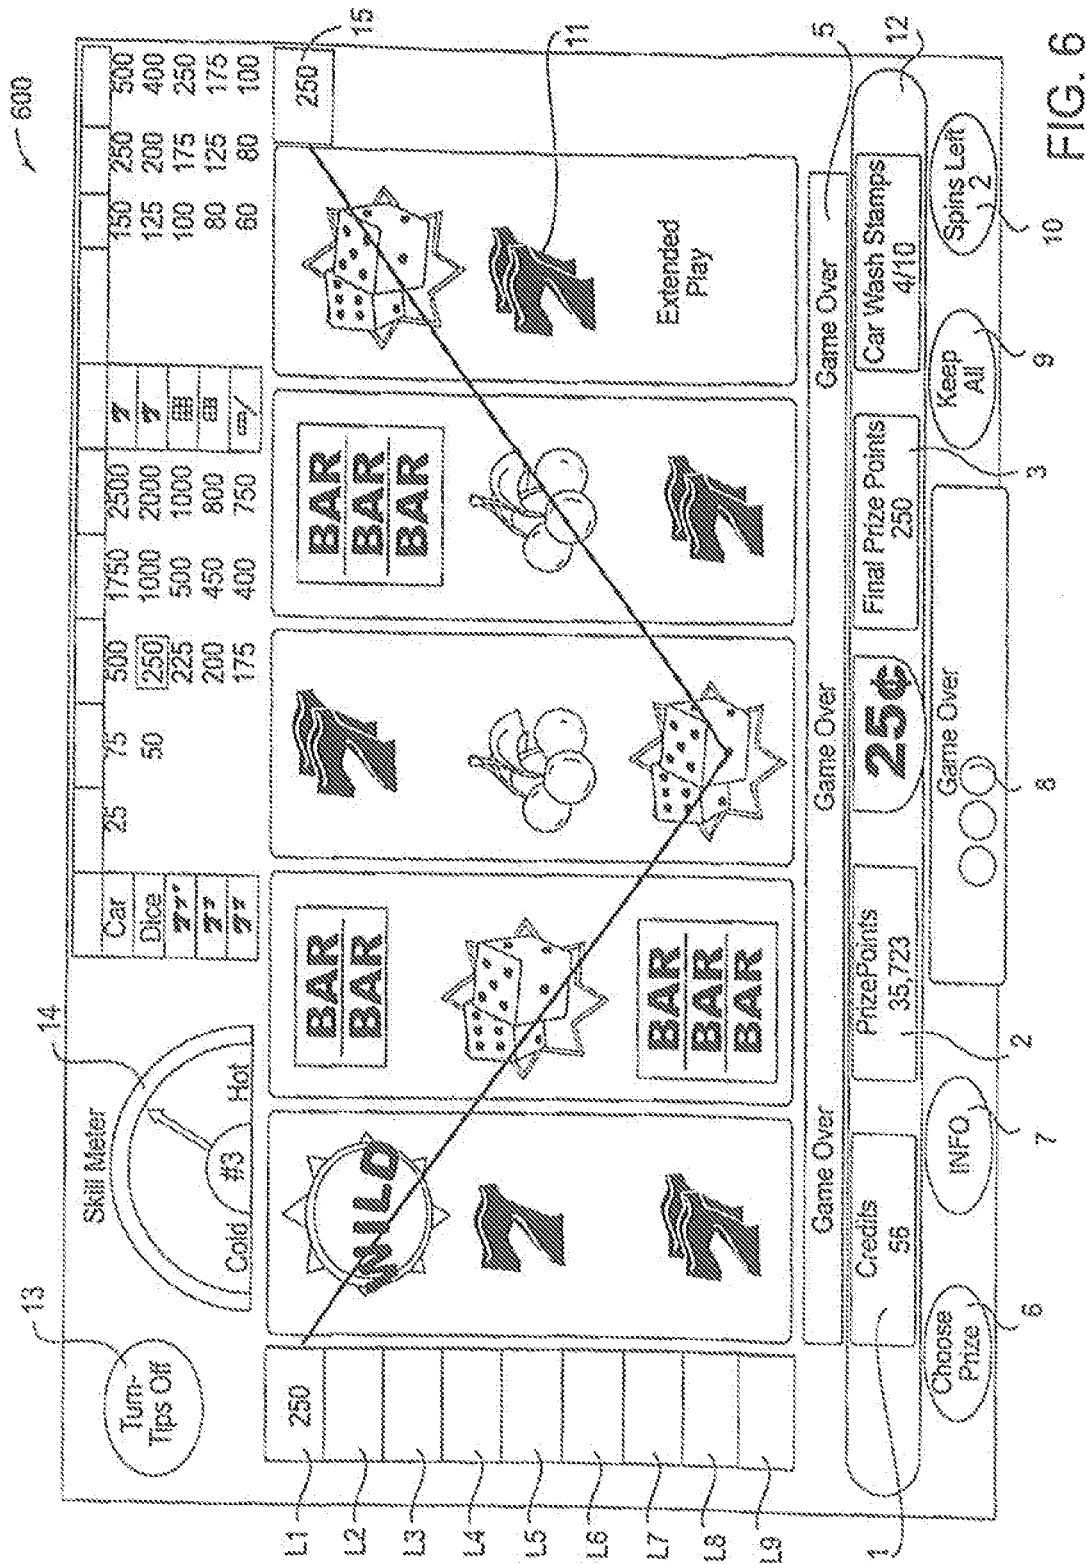 600
13
Turn-
Tips Off
Skill Meter
14
Cold
#3
Hot
Car 25 75 500 1750 2500
Dice 50 250 1000 2000
225 500 1000
200 450 800
175 400 750
150 250 500
125 200 400
100 175 250
80 125 175
60 80 100
15
L1
250
250
L2
L3
L4
L5
L6
L7
L8
L9
WILD
BAR
BAR
BAR
BAR
BAR
BAR
BAR
BAR
11
Extended
Play
Game Over
Game Over
Game Over
5
1
Credits
56
PrizePoints
35,723
2
25¢
Final Prize Points
250
3
Car Wash Stamps
4/10
12
Choose
Prize
6
INFO
7
Game Over
8
Keep
All
9
Spins Left
2
10
FIG. 6